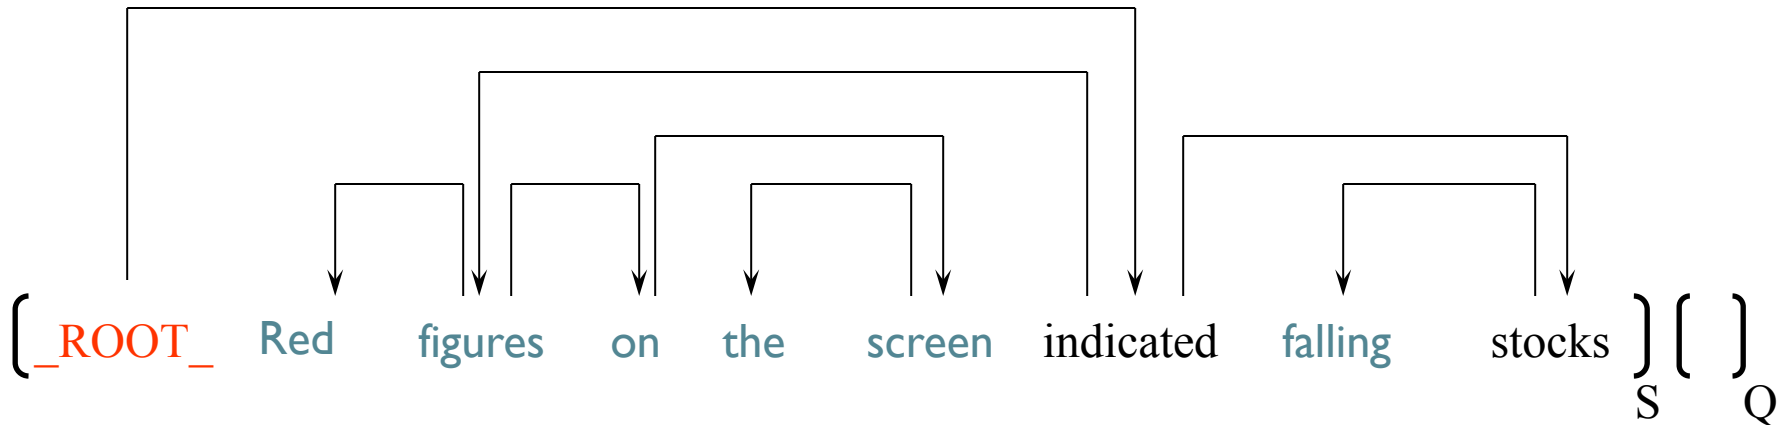 [_ROOT_ Red figures on the screen indicated falling stocks]S [ ]Q